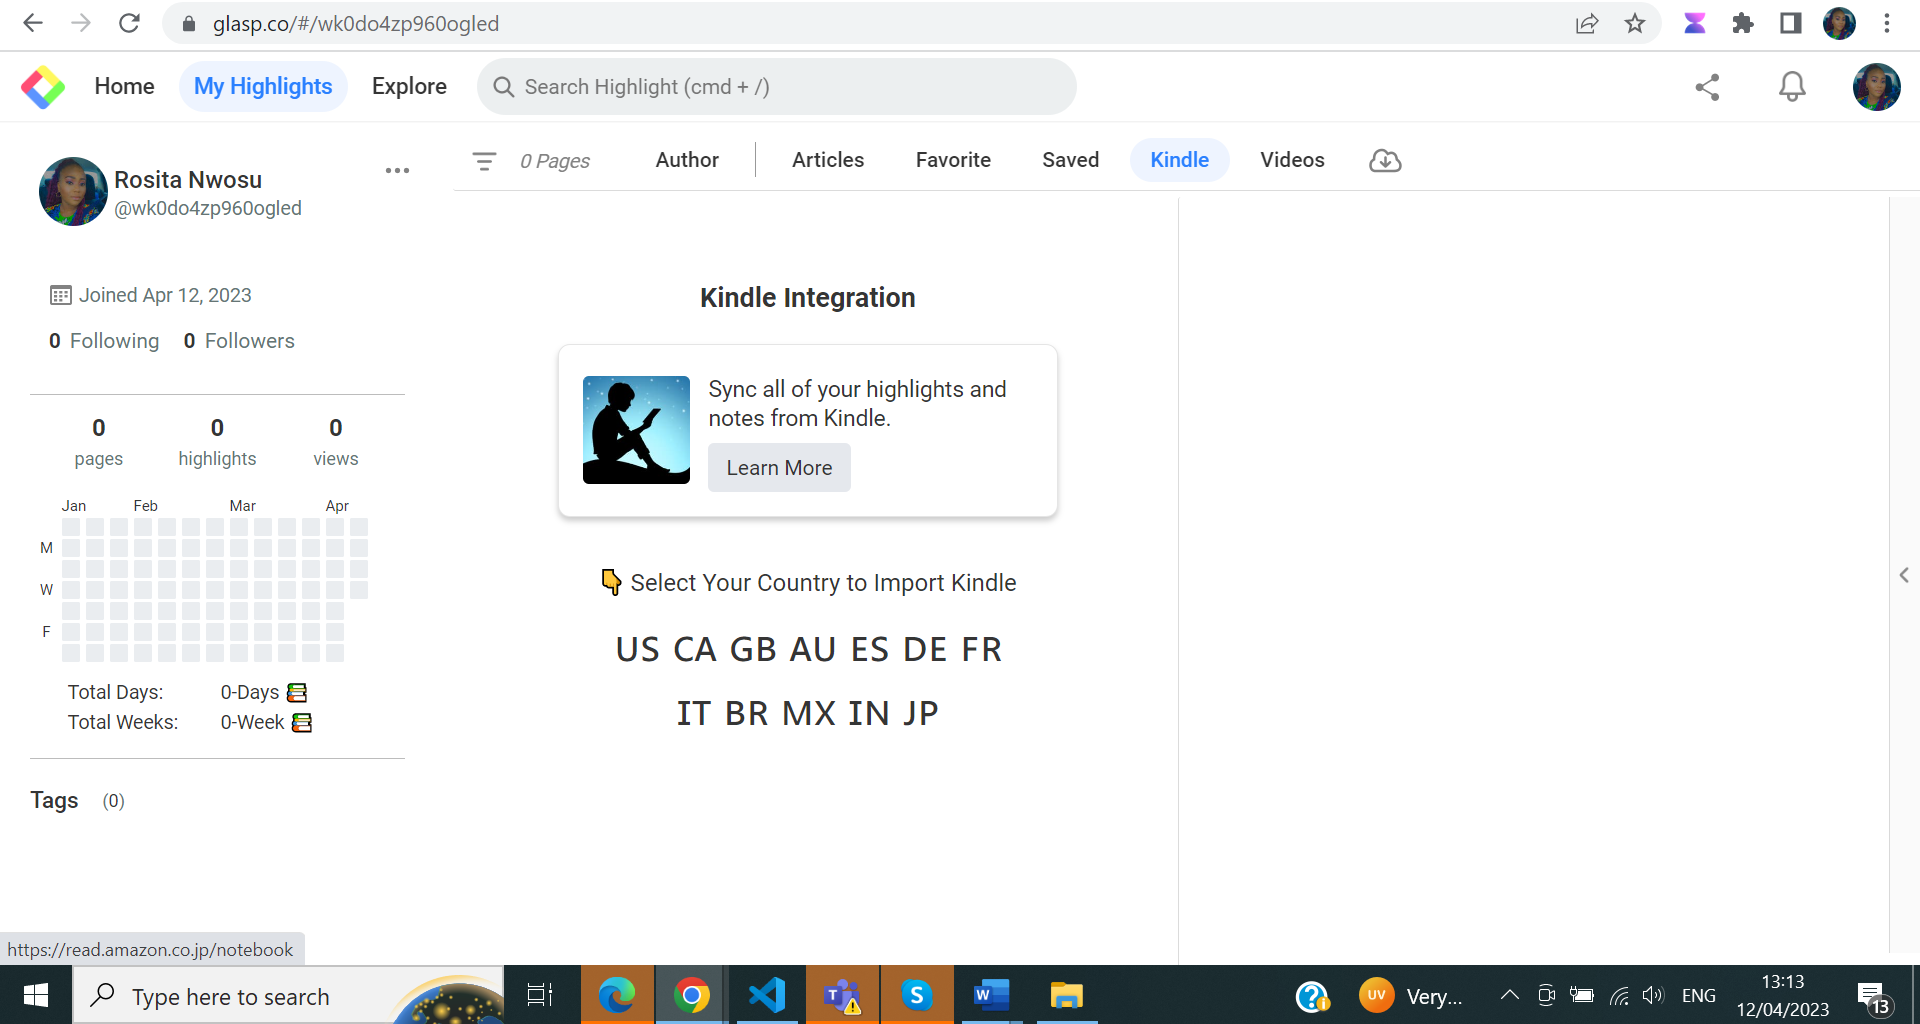 glasp.co/#/wk0do4zp960ogled
Home
My Highlights
Explore
Search Highlight (cmd + /)
Rosita Nwosu
@wk0do4zp960ogled
Joined Apr 12, 2023
0 Following 0 Followers
0 0 0
pages highlights views
Jan Feb Mar Apr
M
W
F
Total Days: 0-Days
Total Weeks: 0-Week
Tags (0)
0 Pages
Author
Articles
Favorite
Saved
Kindle
Videos
Kindle Integration
Sync all of your highlights and
notes from Kindle.
Learn More
Select Your Country to Import Kindle
US CA GB AU ES DE FR
IT BR MX IN JP
https://read.amazon.co.jp/notebook
Type here to search
T
S
W
UV
Very...
ENG
13:13
12/04/2023
13